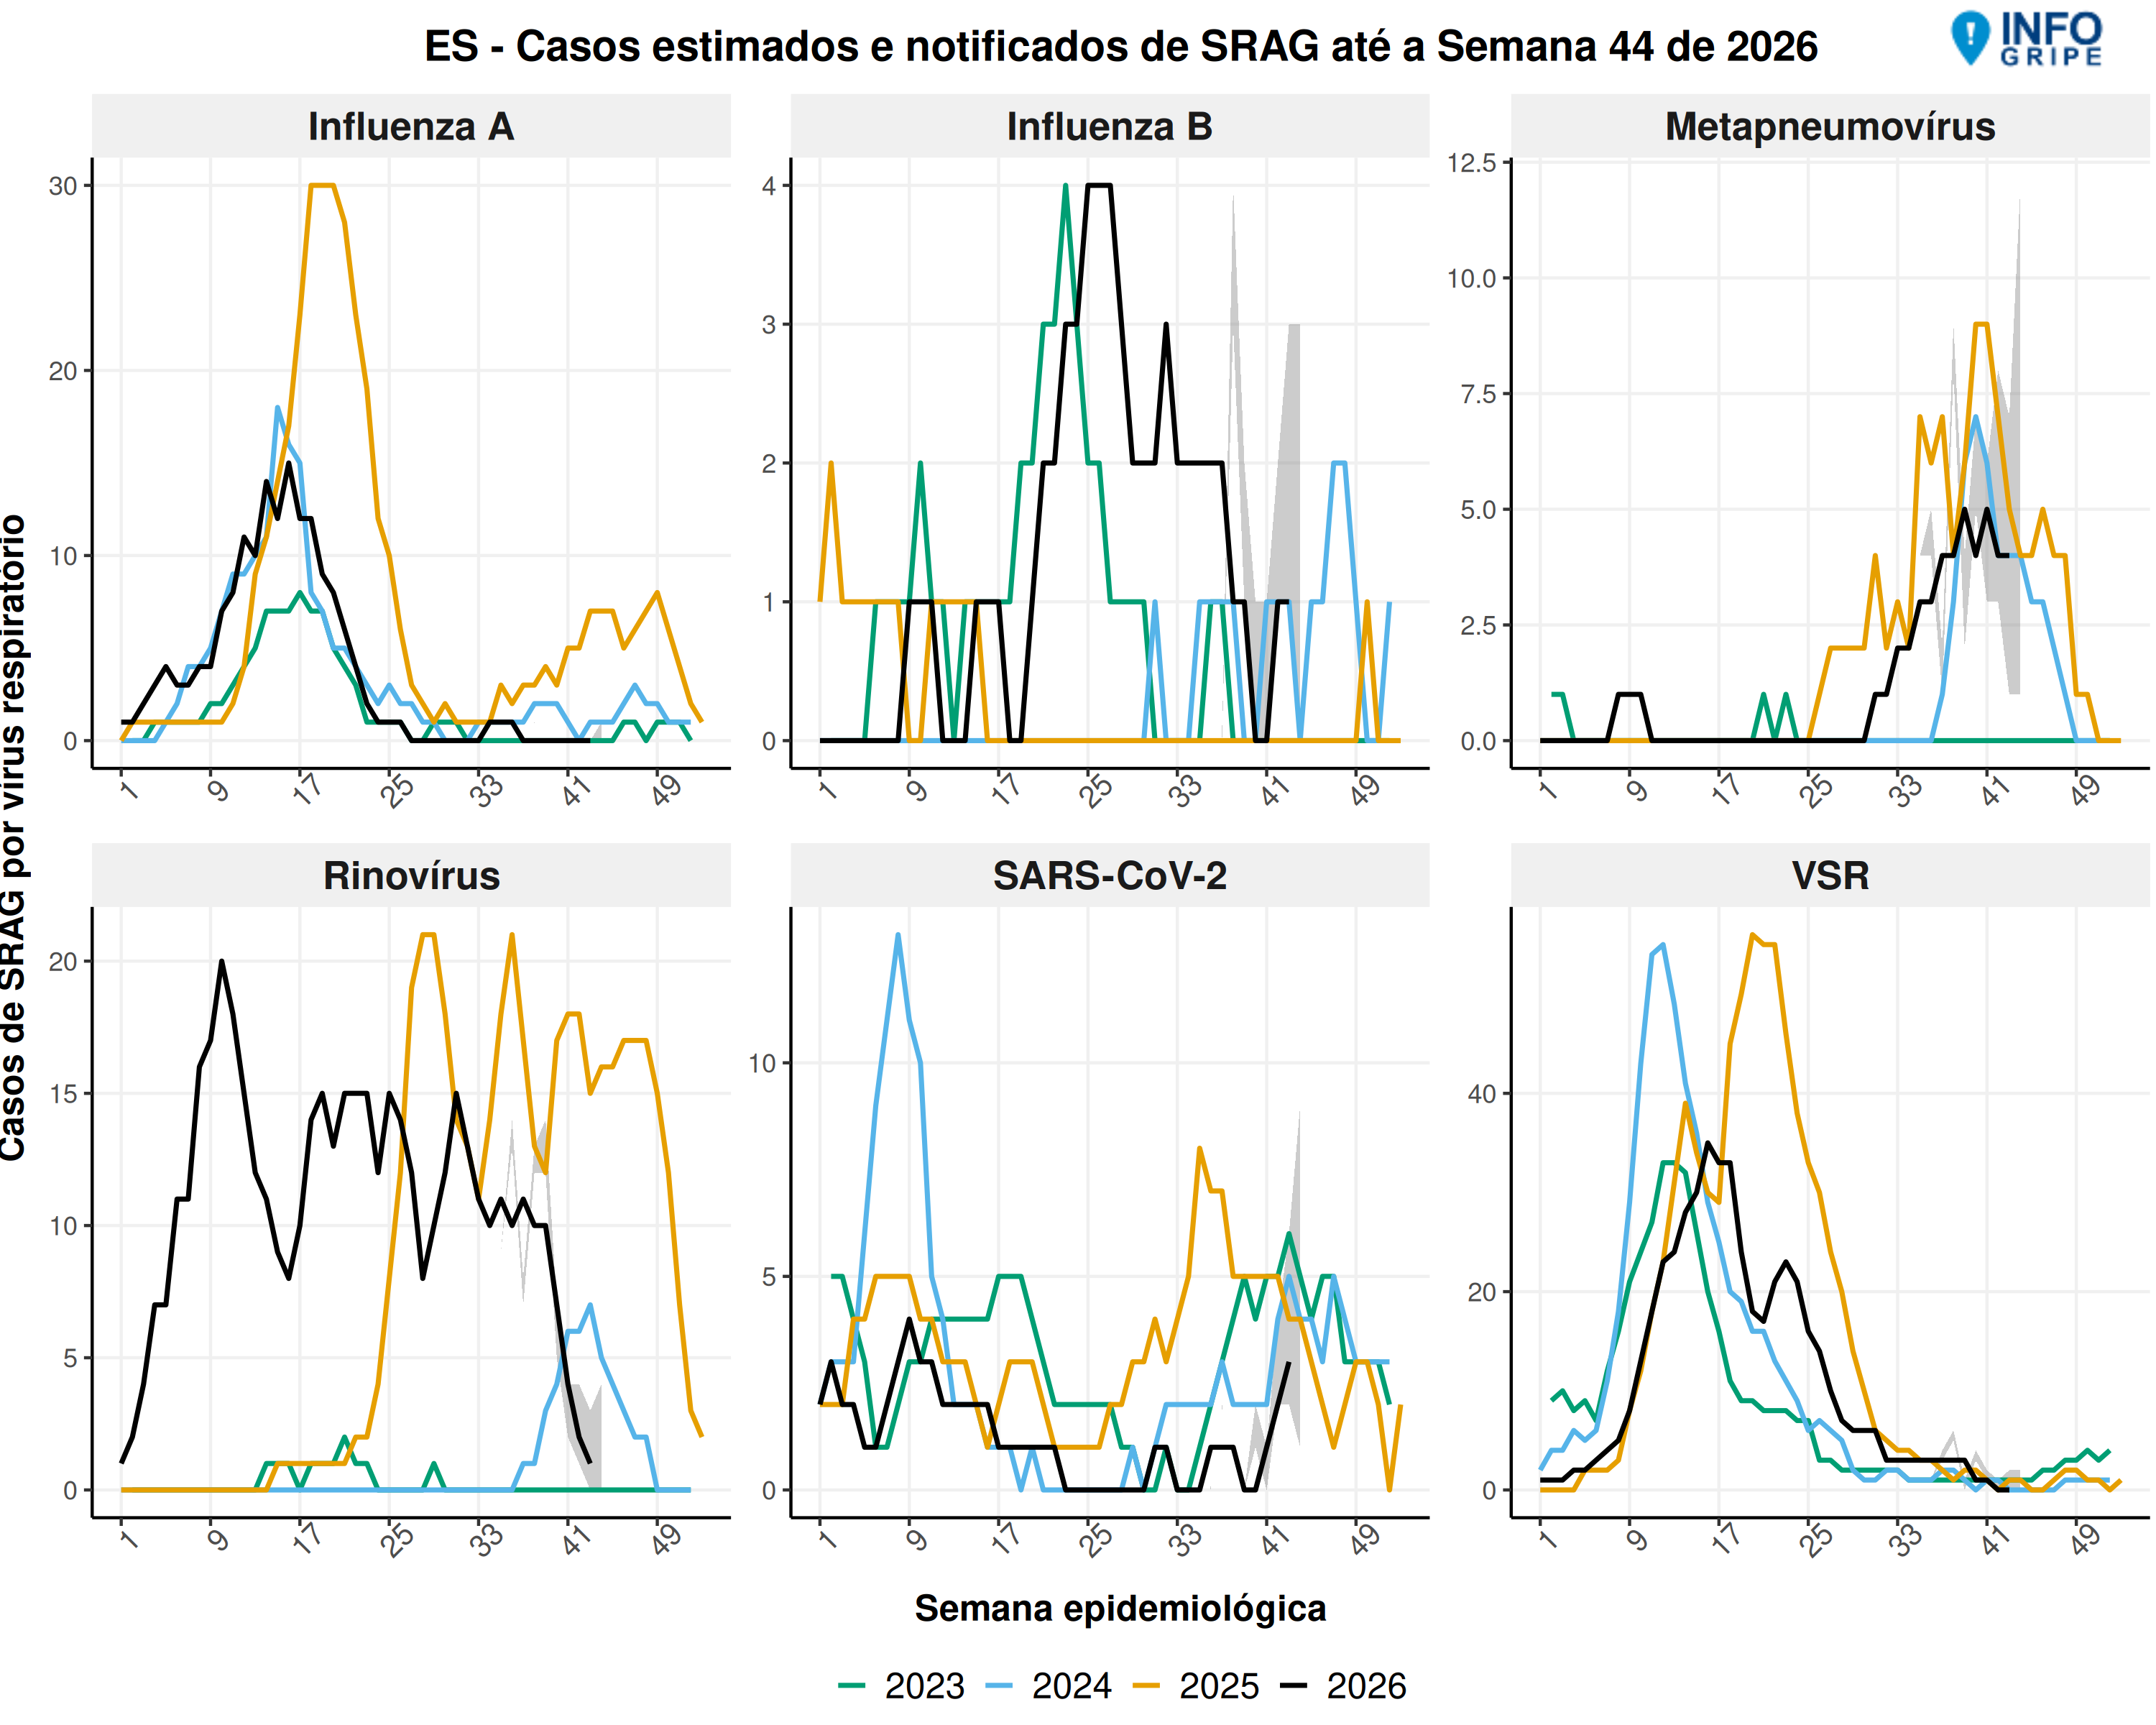 ES - Casos estimados e notificados de SRAG até a Semana 44 de 2026
INFO
GRIPE
Casos de SRAG por vírus respiratório
Influenza A
30
20
10
0
1 9 17 25 33 41 49
Influenza B
4
3
2
1
0
1 9 17 25 33 41 49
Metapneumovírus
12.5
10.0
7.5
5.0
2.5
0.0
1 9 17 25 33 41 49
Rinovírus
20
15
10
5
0
1 9 17 25 33 41 49
SARS-CoV-2
10
5
0
1 9 17 25 33 41 49
VSR
40
20
0
1 9 17 25 33 41 49
Semana epidemiológica
2023 2024 2025 2026